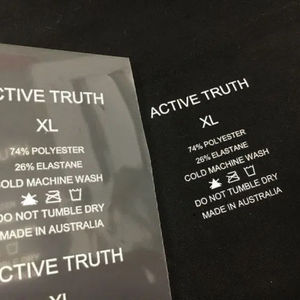 ACTIVE TRUTH
XL
74% POLYESTER
26% ELASTANE
COLD MACHINE WASH
DO NOT TUMBLE DRY
MADE IN AUSTRALIA
ACTIVE TRUTH
XL
CTIVE TRUTH
XL
74% POLYESTER
26% ELASTANE
COLD MACHINE WASH
DO NOT TUMBLE DRY
MADE IN AUSTRALIA